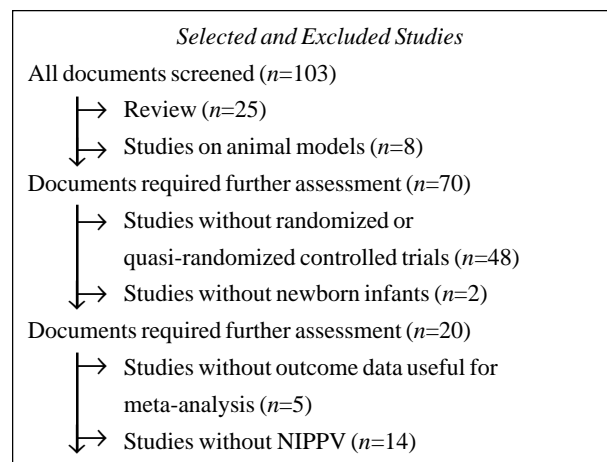 Selected and Excluded Studies
All documents screened (n=103)
Review (n=25)
Studies on animal models (n=8)
Documents required further assessment (n=70)
Studies without randomized or
quasi-randomized controlled trials (n=48)
Studies without newborn infants (n=2)
Documents required further assessment (n=20)
Studies without outcome data useful for
meta-analysis (n=5)
Studies without NIPPV (n=14)